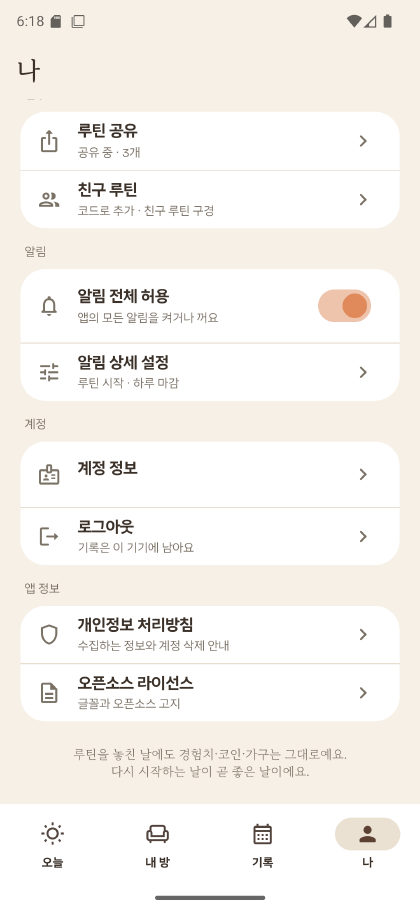 6:18
나
루틴 공유
공유 중 · 3개
친구 루틴
코드로 추가 · 친구 루틴 구경
알림
알림 전체 허용
앱의 모든 알림을 켜거나 꺼요
알림 상세 설정
루틴 시작 · 하루 마감
계정
계정 정보
로그아웃
기록은 이 기기에 남아요
앱 정보
개인정보 처리방침
수집하는 정보와 계정 삭제 안내
오픈소스 라이선스
글꼴과 오픈소스 고지
루틴을 놓친 날에도 경험치·코인·가구는 그대로예요.
다시 시작하는 날이 곧 좋은 날이에요.
오늘
내 방
기록
나